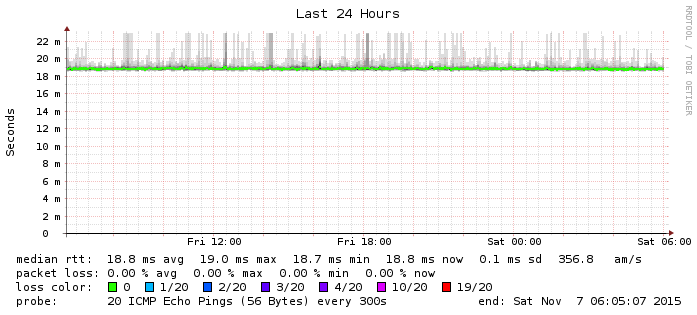 Last 24 Hours
RRDTOOL / TOBI OETIKER
Seconds
22 m
20 m
18 m
16 m
14 m
12 m
10 m
8 m
6 m
4 m
2 m
0
Fri 12:00 Fri 18:00 Sat 00:00 Sat 06:00
median rtt: 18.8 ms avg 19.0 ms max 18.7 ms min 18.8 ms now 0.1 ms sd 356.8 am/s
packet loss: 0.00 % avg 0.00 % max 0.00 % min 0.00 % now
loss color: 0 1/20 2/20 3/20 4/20 10/20 19/20
probe: 20 ICMP Echo Pings (56 Bytes) every 300s end: Sat Nov 7 06:05:07 2015